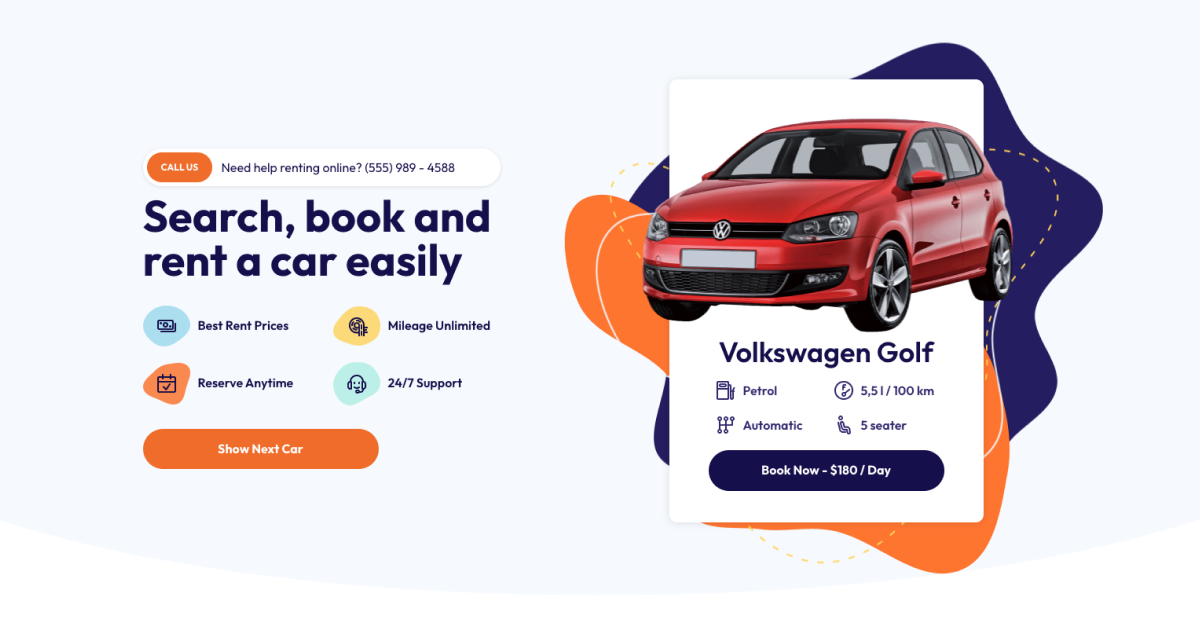 CALL US
Need help renting online? (555) 989 - 4588
Search, book and
rent a car easily
Best Rent Prices
Mileage Unlimited
Reserve Anytime
24/7 Support
Show Next Car
Volkswagen Golf
Petrol
5,5 l / 100 km
Automatic
5 seater
Book Now - $180 / Day